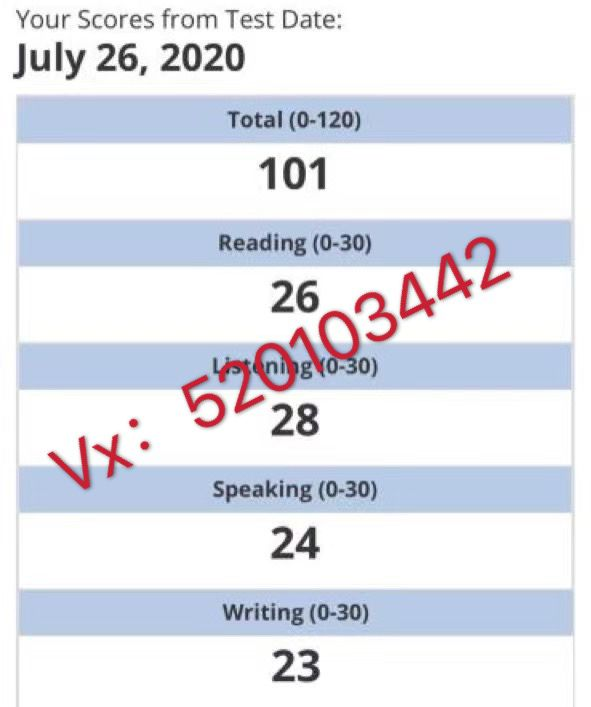 Your Scores from Test Date:
July 26, 2020
Total (0-120)
101
Reading (0-30)
26
Listening (0-30)
28
Speaking (0-30)
24
Writing (0-30)
23
Vx：520103442